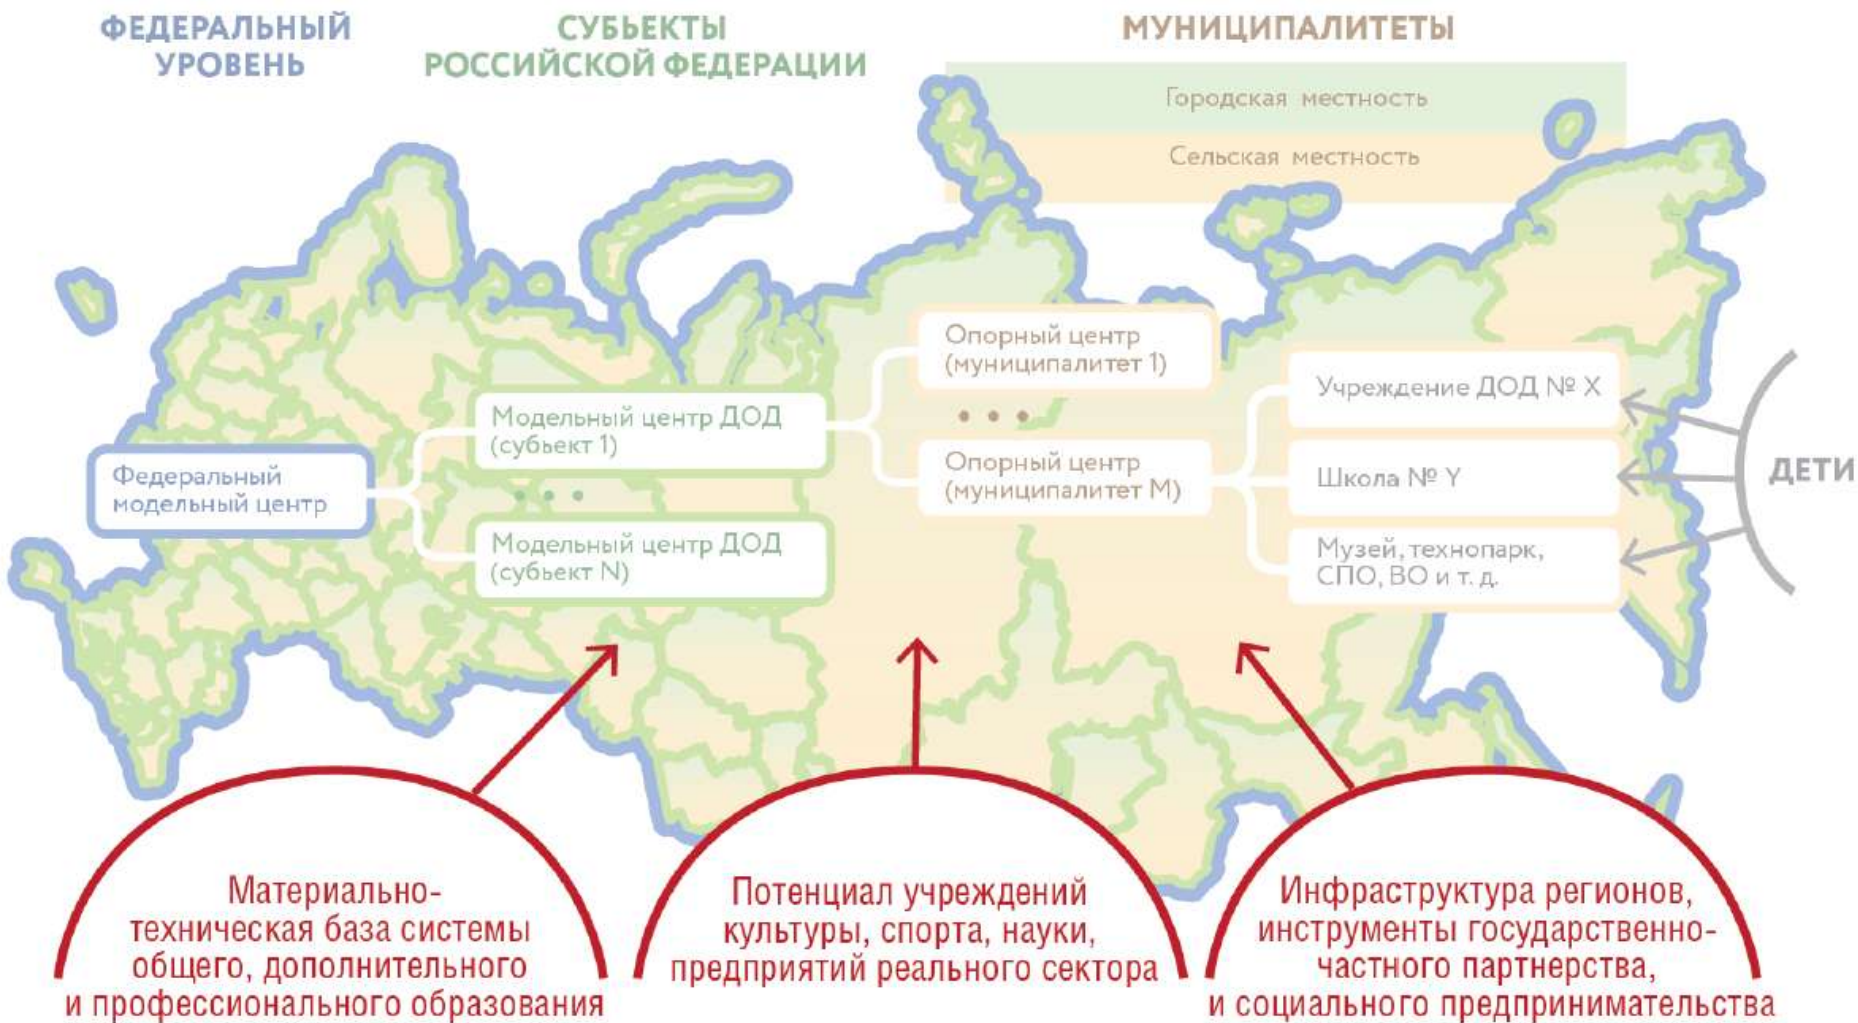 ФЕДЕРАЛЬНЫЙ
УРОВЕНЬ
СУБЬЕКТЫ
РОССИЙСКОЙ ФЕДЕРАЦИИ
МУНИЦИПАЛИТЕТЫ
Городская местность
Сельская местность
Федеральный
модельный центр
Модельный центр ДОД
(субьект 1)
• • •
Модельный центр ДОД
(субьект N)
Опорный центр
(муниципалитет 1)
• • •
Опорный центр
(муниципалитет М)
Учреждение ДОД № X
Школа № Y
Музей, технопарк,
СПО, ВО и т. д.
ДЕТИ
Материально-
техническая база системы
общего, дополнительного
и профессионального образования
Потенциал учреждений
культуры, спорта, науки,
предприятий реального сектора
Инфраструктура регионов,
инструменты государственно-
частного партнерства,
и социального предпринимательства